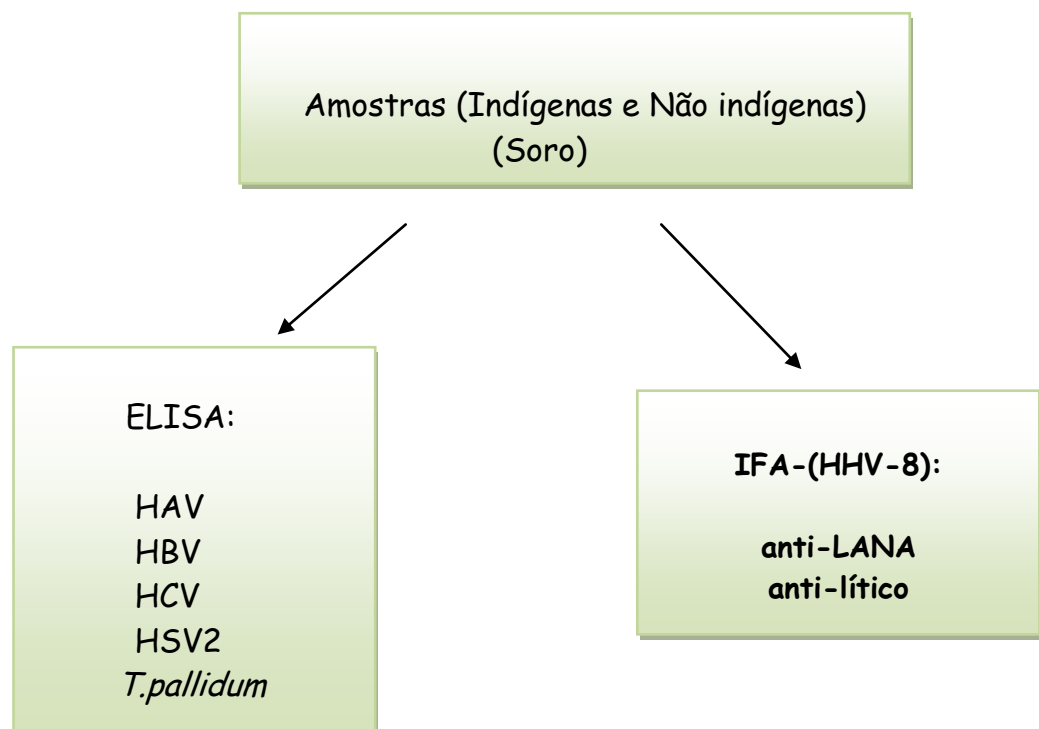 Amostras (Indígenas e Não indígenas)
(Soro)
ELISA:
HAV
HBV
HCV
HSV2
T.pallidum
IFA-(HHV-8):
anti-LANA
anti-lítico